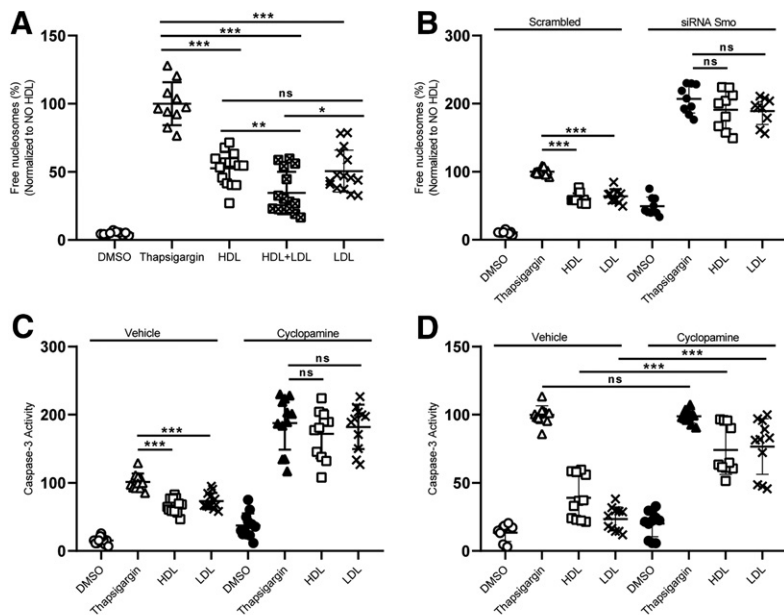 A
Free nucleosomes (%)
(Normalized to NO HDL)
150
100
50
0
***
***
***
ns
*
**
DMSO Thapsigargin HDL HDL+LDL LDL
B
Scrambled siRNA Smo
Free nucleosomes (%)
(Normalized to NO HDL)
300
200
100
0
ns
ns
***
***
DMSO Thapsigargin HDL LDL DMSO Thapsigargin HDL LDL
C
Vehicle Cyclopamine
Caspase-3 Activity
300
200
100
0
ns
ns
***
***
DMSO Thapsigargin HDL LDL DMSO Thapsigargin HDL LDL
D
Vehicle Cyclopamine
Caspase-3 Activity
150
100
50
0
***
***
ns
DMSO Thapsigargin HDL LDL DMSO Thapsigargin HDL LDL